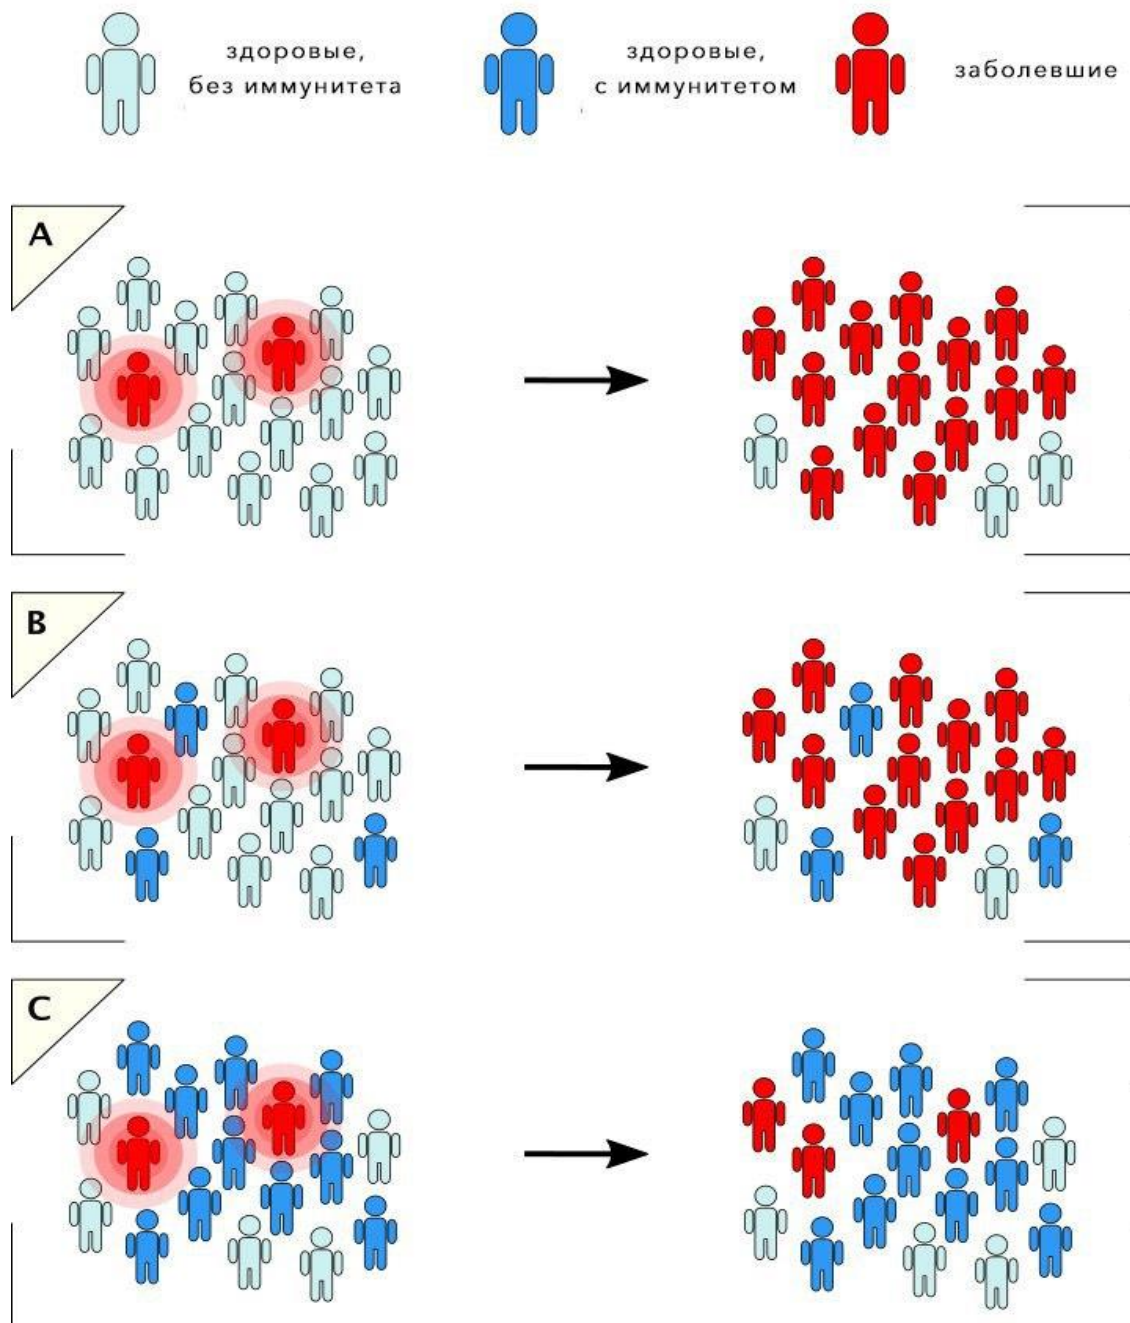 здоровые,
без иммунитета
здоровые,
с иммунитетом
заболевшие
A
B
C